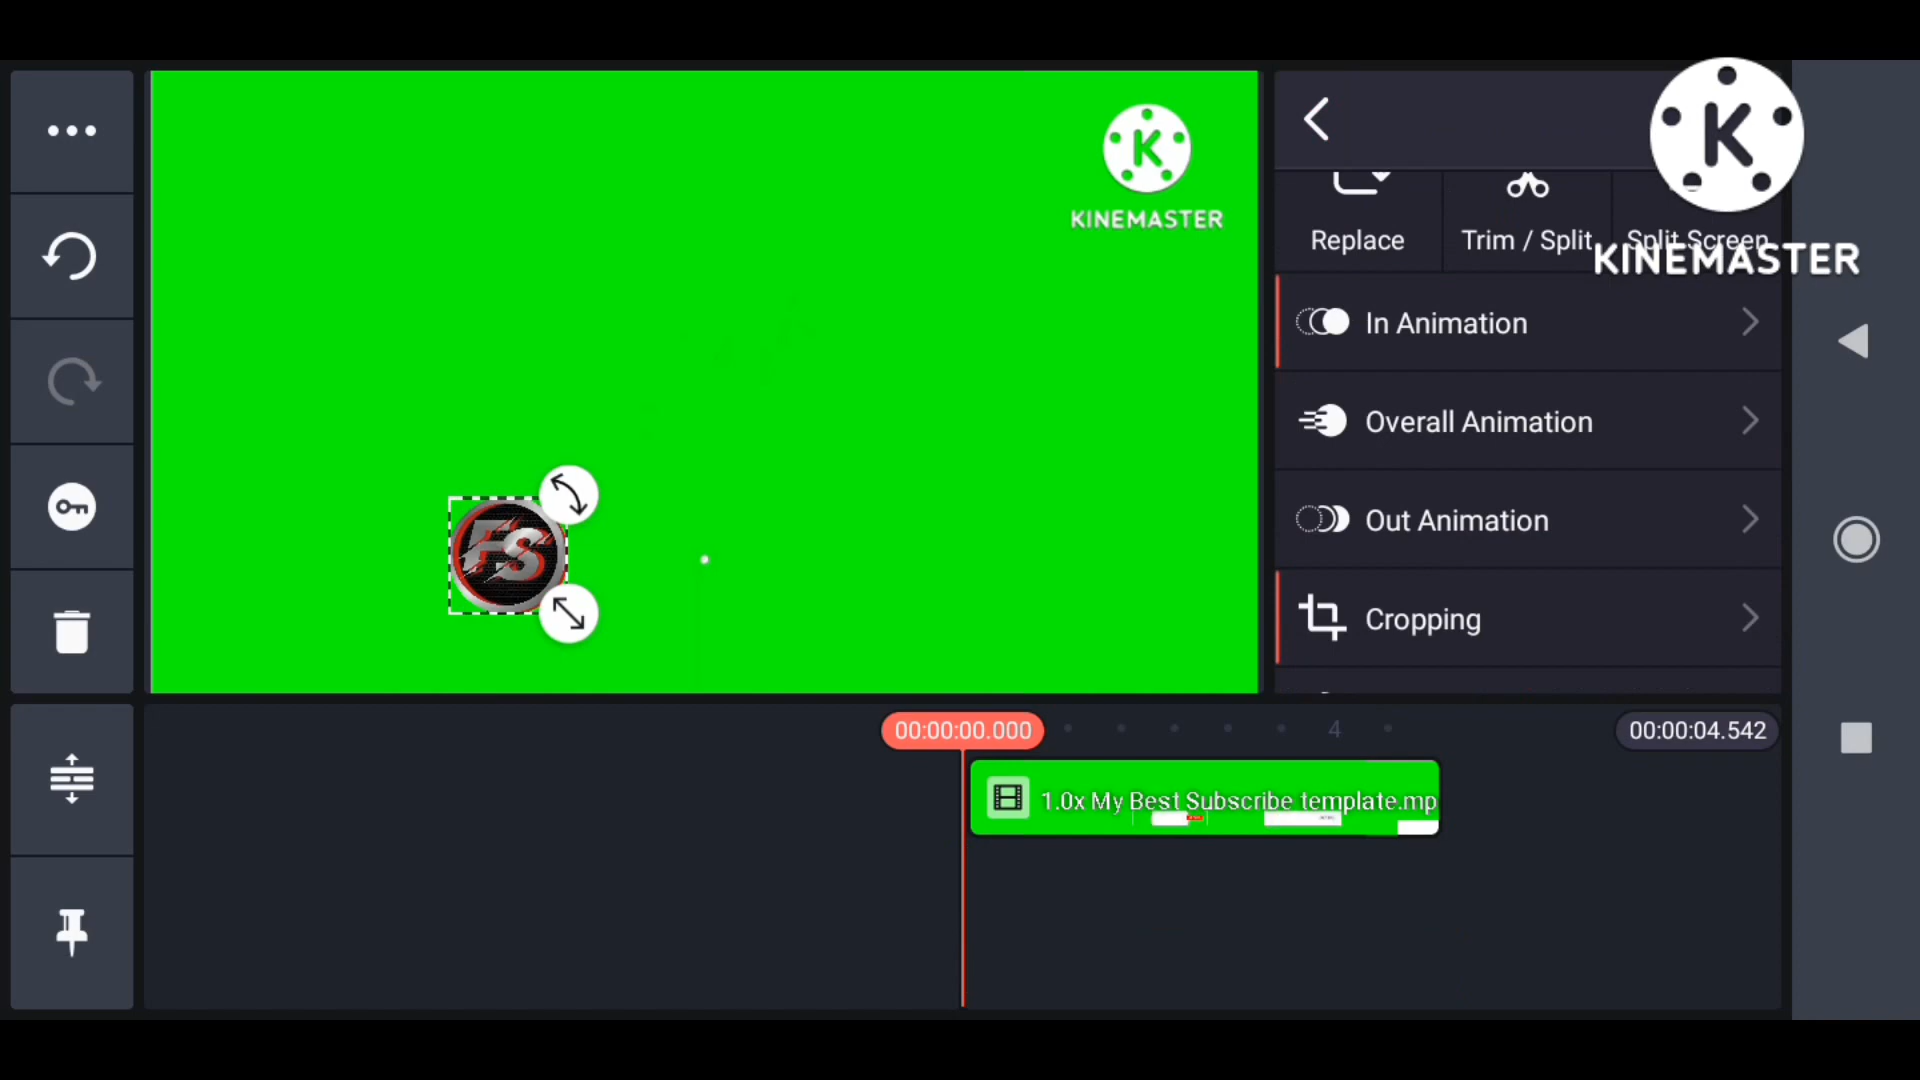 K
KINEMASTER
K
KINEMASTER
Replace
Trim / Split
Split Screen
In Animation
Overall Animation
Out Animation
Cropping
FS
00:00:00.000
4
00:00:04.542
1.0x My Best Subscribe template.mp